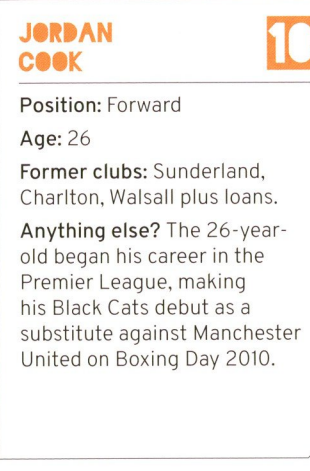 JORDAN
COOK
10
Position: Forward
Age: 26
Former clubs: Sunderland,
Charlton, Walsall plus loans.
Anything else? The 26-year-
old began his career in the
Premier League, making
his Black Cats debut as a
substitute against Manchester
United on Boxing Day 2010.